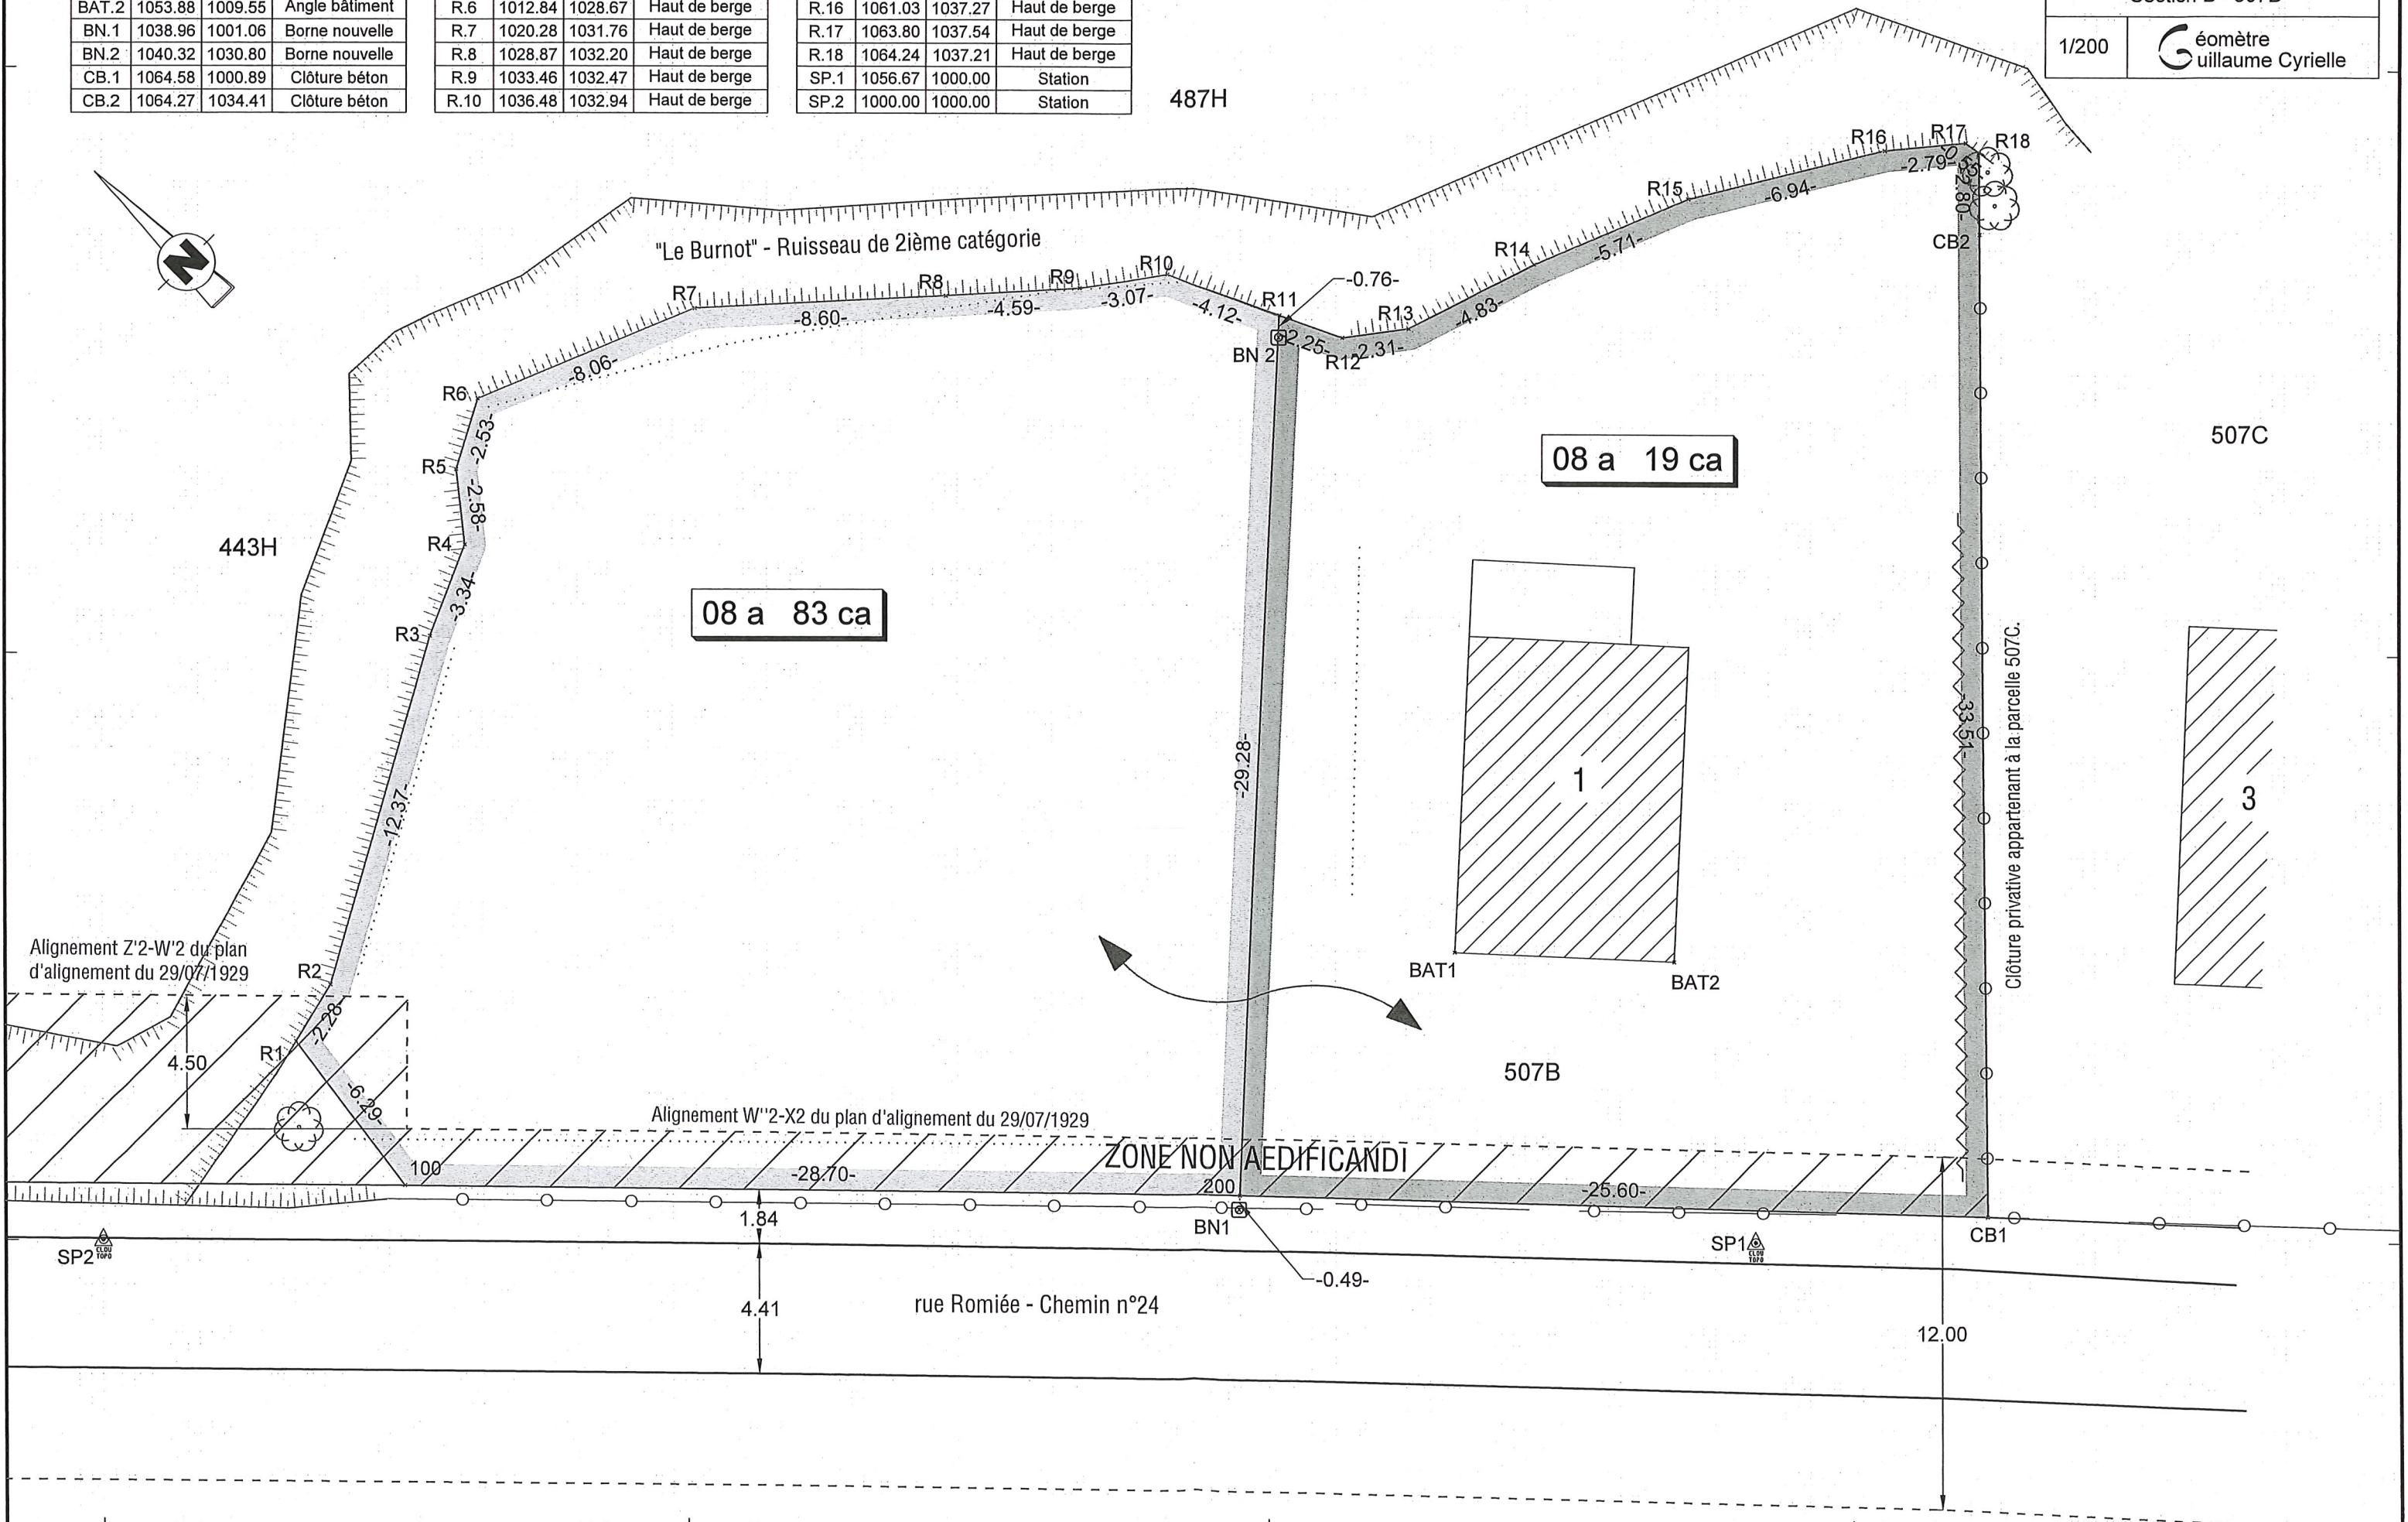 BAT.2 1053.88 1009.55 Angle bâtiment
BN.1 1038.96 1001.06 Borne nouvelle
BN.2 1040.32 1030.80 Borne nouvelle
CB.1 1064.58 1000.89 Clôture béton
CB.2 1064.27 1034.41 Clôture béton
R.6 1012.84 1028.67 Haut de berge
R.7 1020.28 1031.76 Haut de berge
R.8 1028.87 1032.20 Haut de berge
R.9 1033.46 1032.47 Haut de berge
R.10 1036.48 1032.94 Haut de berge
R.16 1061.03 1037.27 Haut de berge
R.17 1063.80 1037.54 Haut de berge
R.18 1064.24 1037.21 Haut de berge
SP.1 1056.67 1000.00 Station
SP.2 1000.00 1000.00 Station
1/200
Géomètre
Guillaume Cyrielle
487H
N
"Le Burnot" - Ruisseau de 2ième catégorie
R16
R17
R18
-2.79-
-2.80-
R15
-6.94-
CB2
R14
-5.71-
R10
R9
R8
R7
-0.76-
R11
-3.07-
-4.12-
-4.59-
-8.60-
R13
-4.83-
BN 2
-2.25-
R12
-2.31-
-8.06-
R6
-2.53-
R5
-2.58-
R4
443H
507C
08 a 19 ca
-3.34-
08 a 83 ca
R3
-12.37-
-29.28-
1
-33.51-
Clôture privative appartenant à la parcelle 507C.
3
Alignement Z'2-W'2 du plan
d'alignement du 29/07/1929
R2
BAT1
BAT2
-2.28-
R1
4.50
507B
-6.29-
Alignement W''2-X2 du plan d'alignement du 29/07/1929
ZONE NON AEDIFICANDI
100
-28.70-
200
-25.60-
1.84
BN1
CB1
SP2
CLOU
TOPO
SP1
CLOU
TOPO
-0.49-
4.41
rue Romiée - Chemin n°24
12.00